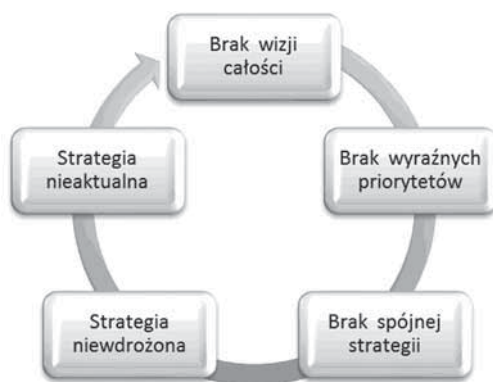 Brak wizji
całości
Brak wyraźnych
priorytetów
Brak spójnej
strategii
Strategia
niewdrożona
Strategia
nieaktualna